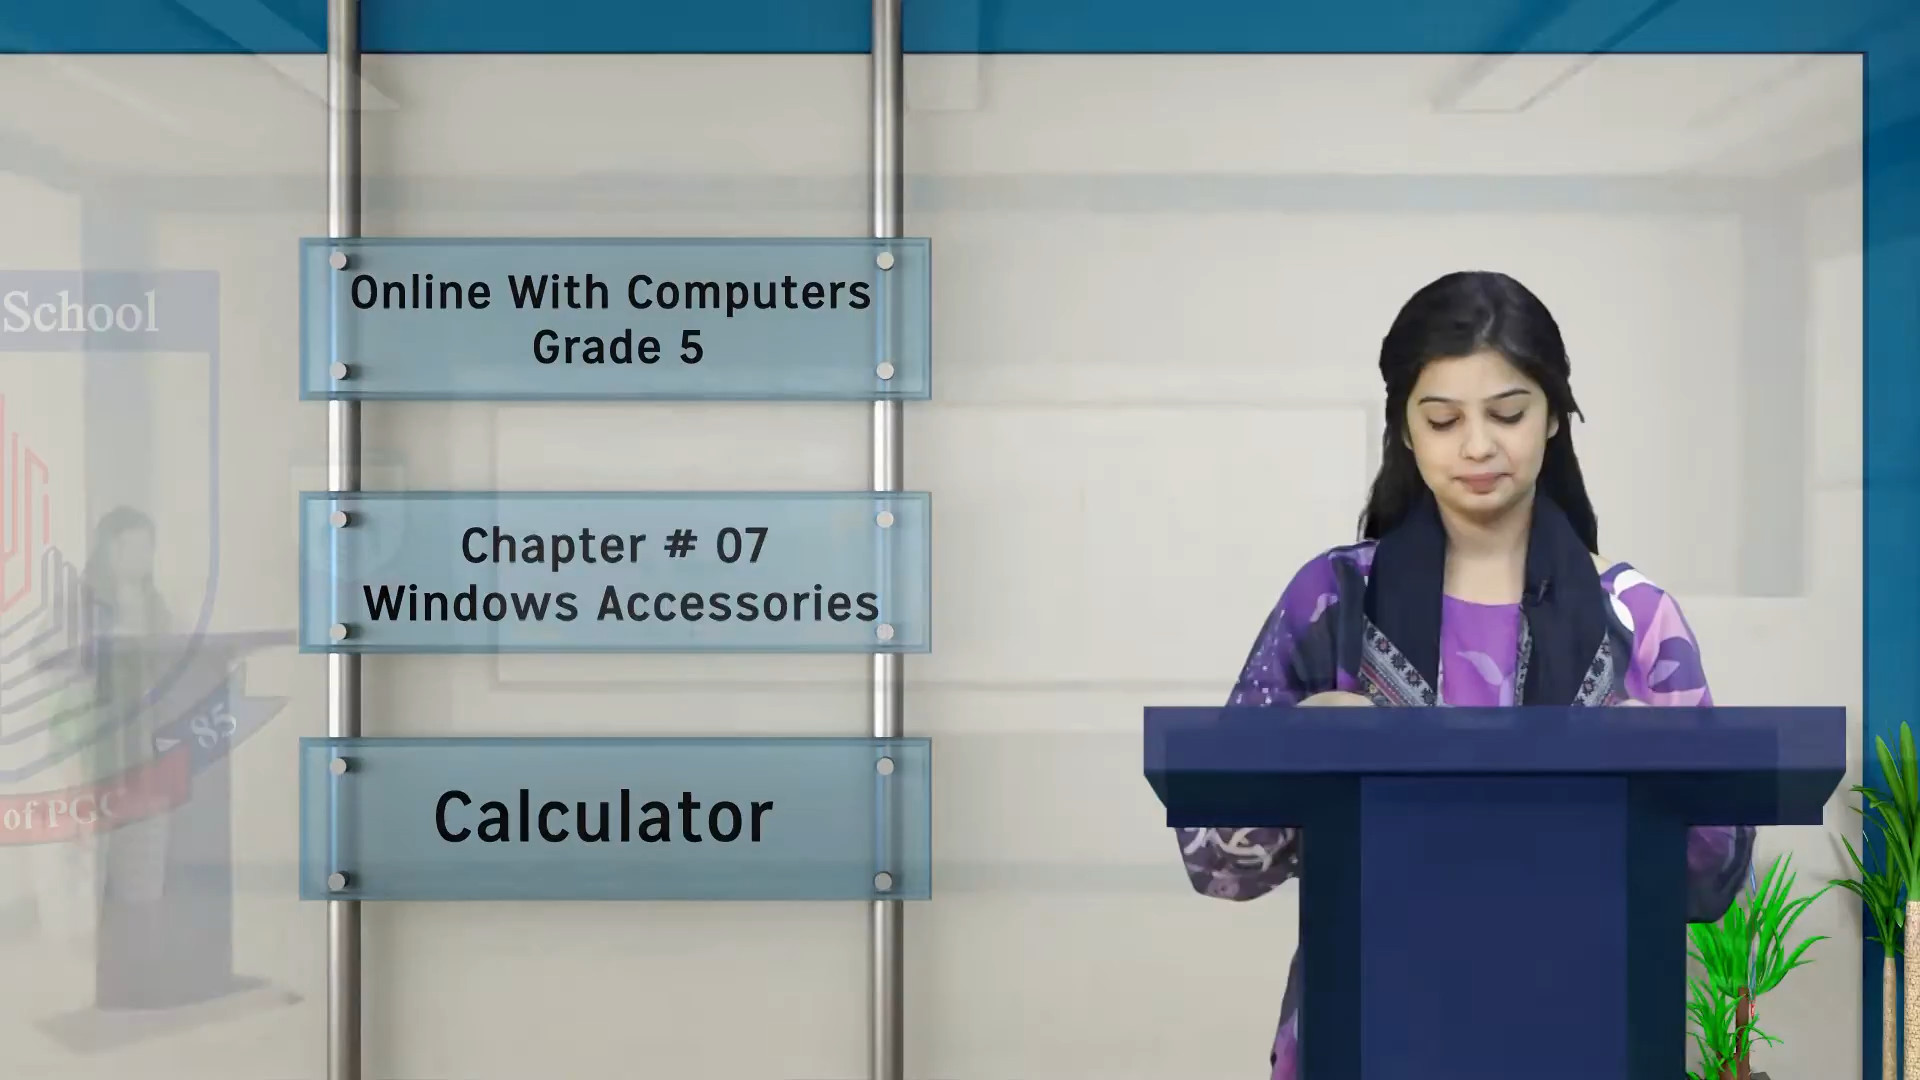 Online With Computers
Grade 5
Chapter # 07
Windows Accessories
Calculator
School
85
of PGC